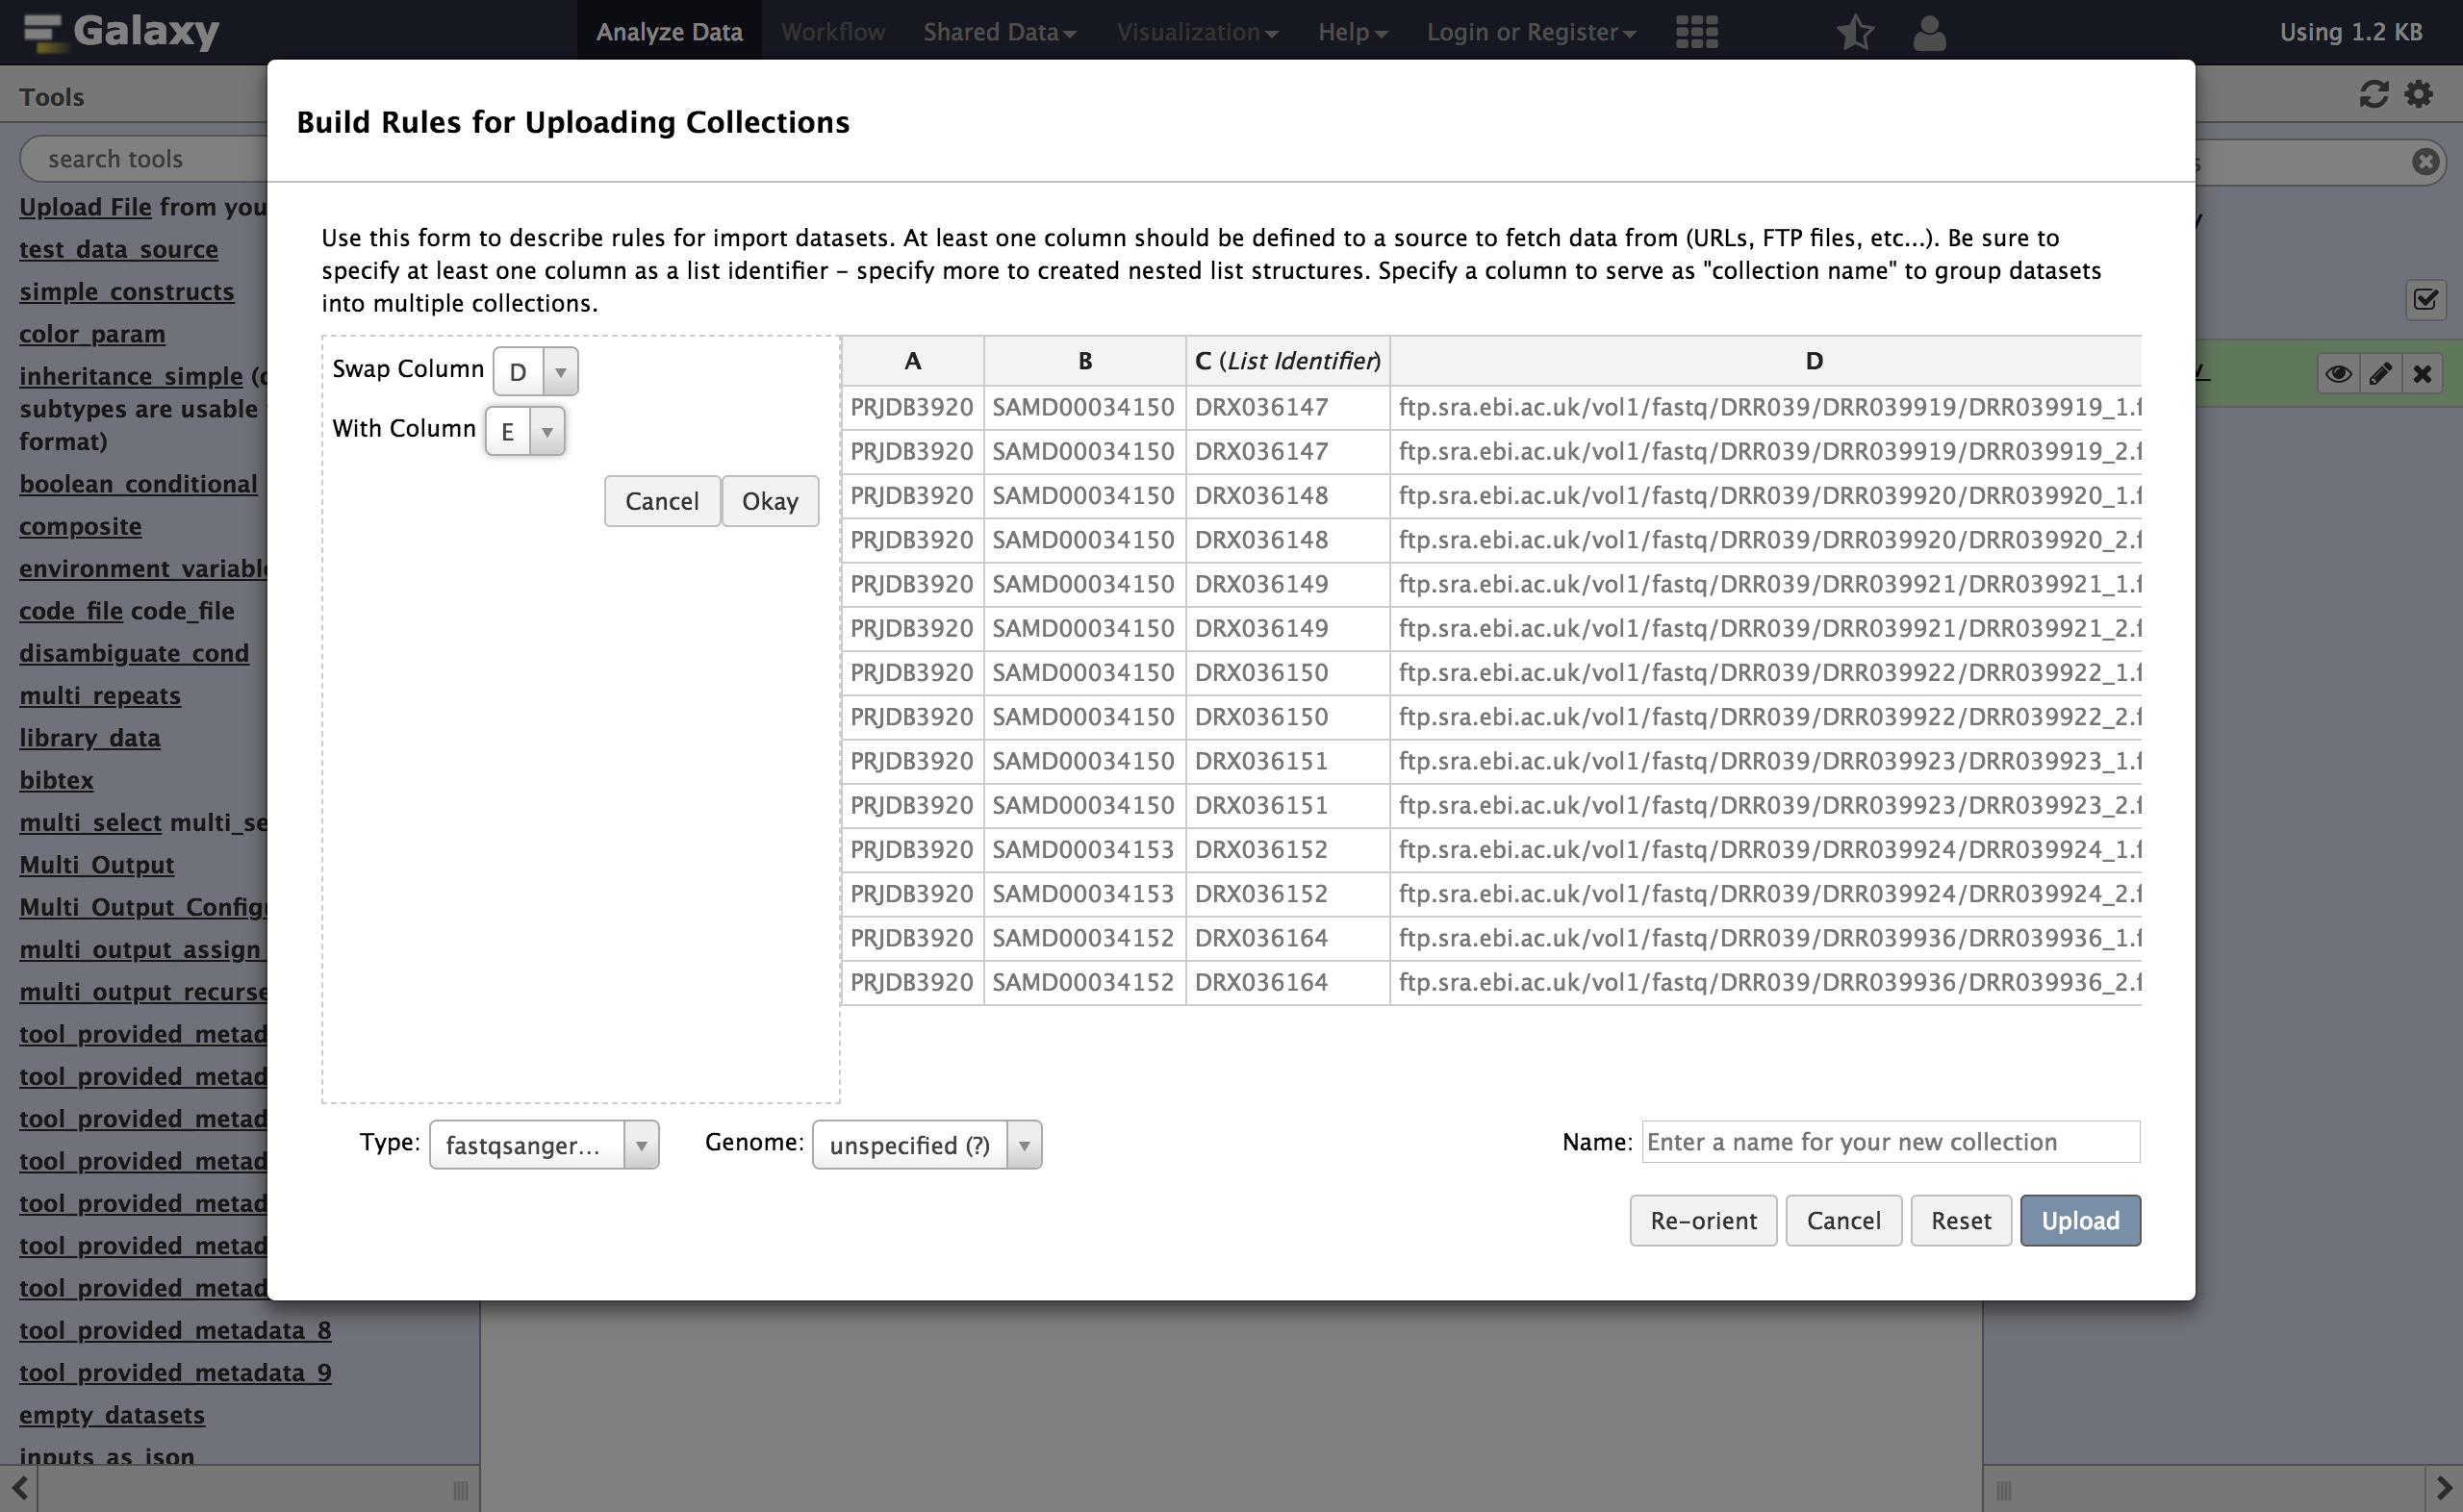 Galaxy
Analyze Data
Workflow
Shared Data
Visualization
Help
Login or Register
Using 1.2 KB
Tools
search tools
Upload File from you
test_data_source
simple_constructs
color_param
inheritance_simple
subtypes are usable
format)
boolean_conditional
composite
environment_variable
code_file code_file
disambiguate_cond
multi_repeats
library_data
bibtex
multi_select multi_se
Multi_Output
Multi_Output_Config
multi_output_assign
multi_output_recurse
tool_provided_metad
tool_provided_metad
tool_provided_metad
tool_provided_metad
tool_provided_metad
tool_provided_metad
tool_provided_metad
tool_provided_metadata_8
tool_provided_metadata_9
empty_datasets
inputs_as_json
Build Rules for Uploading Collections
Use this form to describe rules for import datasets. At least one column should be defined to a source to fetch data from (URLs, FTP files, etc...). Be sure to
specify at least one column as a list identifier – specify more to created nested list structures. Specify a column to serve as "collection name" to group datasets
into multiple collections.
Swap Column D
With Column E
Cancel
Okay
A B C (List Identifier) D
PRJDB3920 SAMD00034150 DRX036147 ftp.sra.ebi.ac.uk/vol1/fastq/DRR039/DRR039919/DRR039919_1.f
PRJDB3920 SAMD00034150 DRX036147 ftp.sra.ebi.ac.uk/vol1/fastq/DRR039/DRR039919/DRR039919_2.f
PRJDB3920 SAMD00034150 DRX036148 ftp.sra.ebi.ac.uk/vol1/fastq/DRR039/DRR039920/DRR039920_1.f
PRJDB3920 SAMD00034150 DRX036148 ftp.sra.ebi.ac.uk/vol1/fastq/DRR039/DRR039920/DRR039920_2.f
PRJDB3920 SAMD00034150 DRX036149 ftp.sra.ebi.ac.uk/vol1/fastq/DRR039/DRR039921/DRR039921_1.f
PRJDB3920 SAMD00034150 DRX036149 ftp.sra.ebi.ac.uk/vol1/fastq/DRR039/DRR039921/DRR039921_2.f
PRJDB3920 SAMD00034150 DRX036150 ftp.sra.ebi.ac.uk/vol1/fastq/DRR039/DRR039922/DRR039922_1.f
PRJDB3920 SAMD00034150 DRX036150 ftp.sra.ebi.ac.uk/vol1/fastq/DRR039/DRR039922/DRR039922_2.f
PRJDB3920 SAMD00034150 DRX036151 ftp.sra.ebi.ac.uk/vol1/fastq/DRR039/DRR039923/DRR039923_1.f
PRJDB3920 SAMD00034150 DRX036151 ftp.sra.ebi.ac.uk/vol1/fastq/DRR039/DRR039923/DRR039923_2.f
PRJDB3920 SAMD00034153 DRX036152 ftp.sra.ebi.ac.uk/vol1/fastq/DRR039/DRR039924/DRR039924_1.f
PRJDB3920 SAMD00034153 DRX036152 ftp.sra.ebi.ac.uk/vol1/fastq/DRR039/DRR039924/DRR039924_2.f
PRJDB3920 SAMD00034152 DRX036164 ftp.sra.ebi.ac.uk/vol1/fastq/DRR039/DRR039936/DRR039936_1.f
PRJDB3920 SAMD00034152 DRX036164 ftp.sra.ebi.ac.uk/vol1/fastq/DRR039/DRR039936/DRR039936_2.f
Type: fastqsanger... Genome: unspecified (?) Name: Enter a name for your new collection
Re-orient
Cancel
Reset
Upload